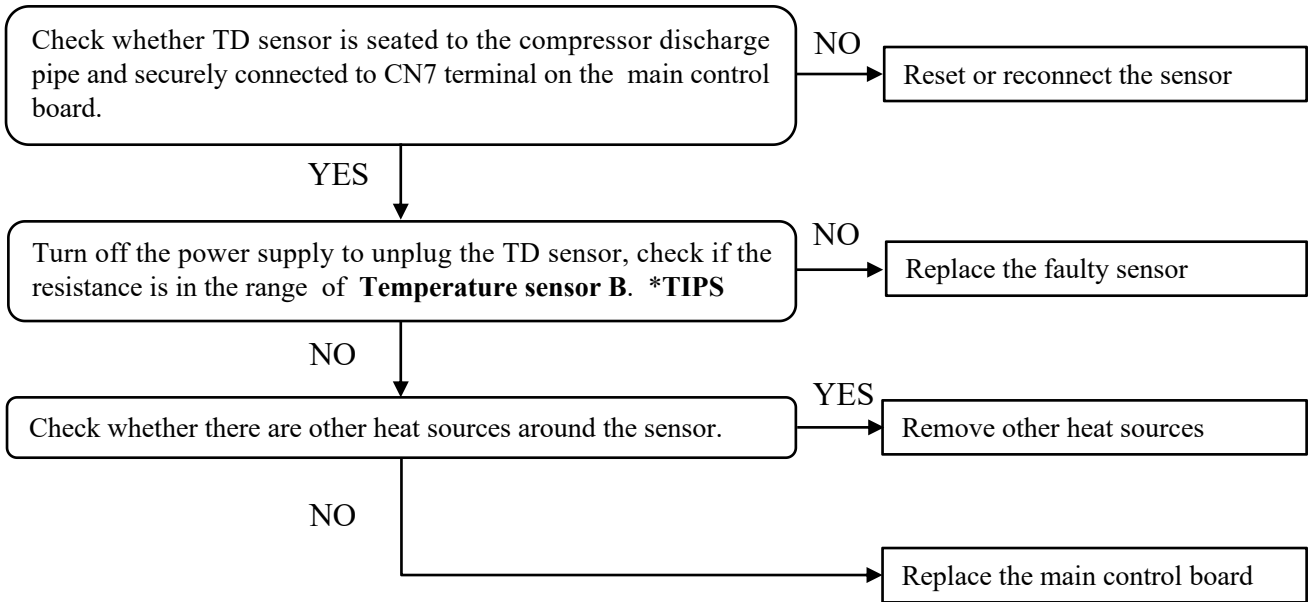 Check whether TD sensor is seated to the compressor discharge
pipe and securely connected to CN7 terminal on the main control
board.
NO
Reset or reconnect the sensor
YES
Turn off the power supply to unplug the TD sensor, check if the
resistance is in the range of Temperature sensor B. *TIPS
NO
Replace the faulty sensor
NO
Check whether there are other heat sources around the sensor.
YES
Remove other heat sources
NO
Replace the main control board